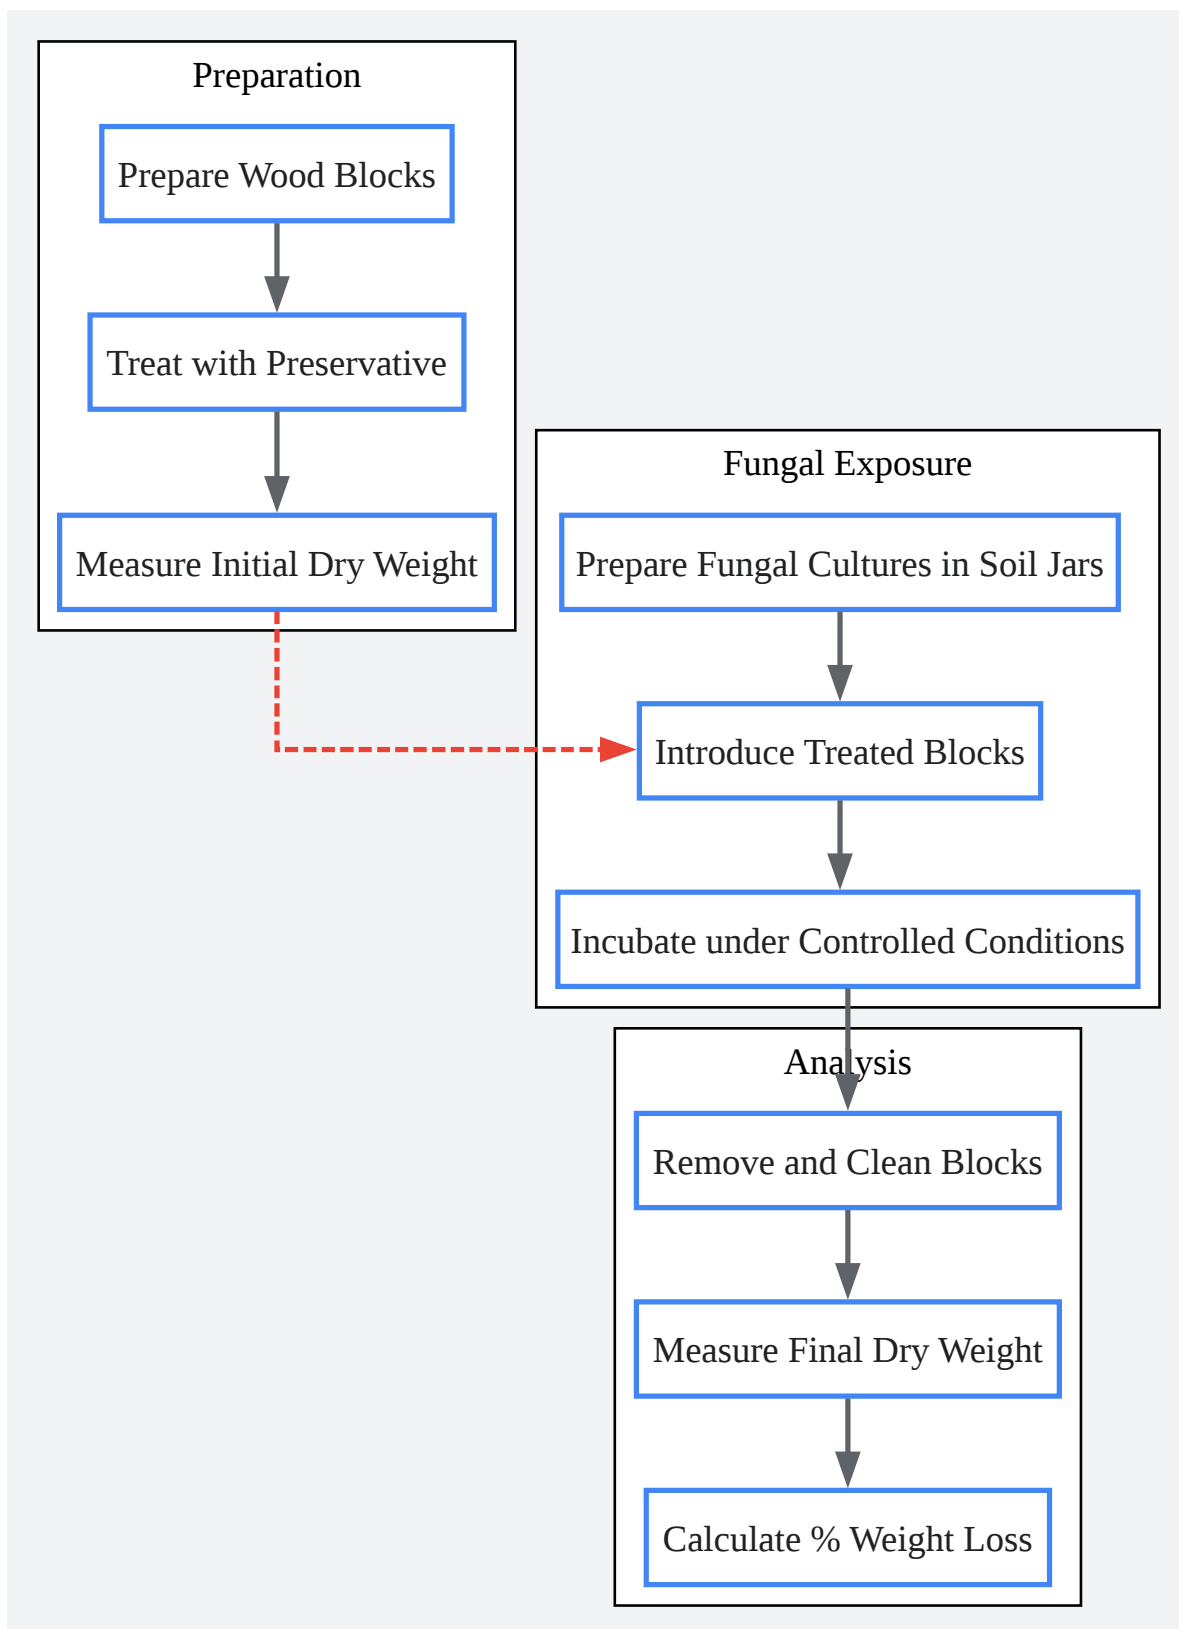 Preparation
Prepare Wood Blocks
Treat with Preservative
Measure Initial Dry Weight
Fungal Exposure
Prepare Fungal Cultures in Soil Jars
Introduce Treated Blocks
Incubate under Controlled Conditions
Analysis
Remove and Clean Blocks
Measure Final Dry Weight
Calculate % Weight Loss